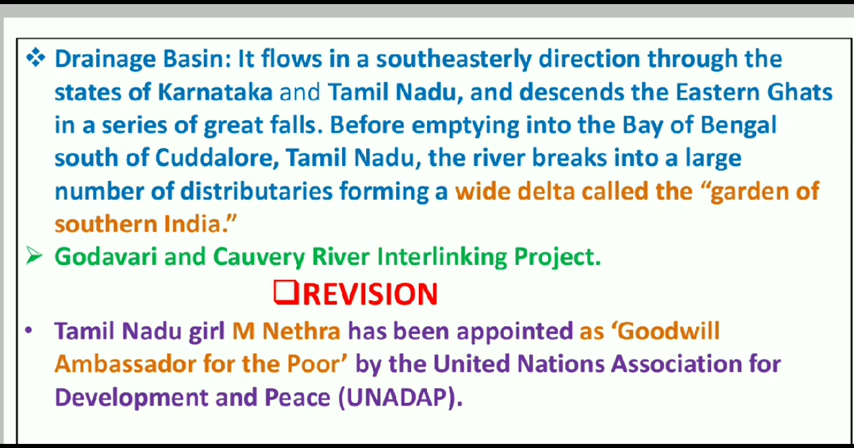 ❖ Drainage Basin: It flows in a southeasterly direction through the
states of Karnataka and Tamil Nadu, and descends the Eastern Ghats
in a series of great falls. Before emptying into the Bay of Bengal
south of Cuddalore, Tamil Nadu, the river breaks into a large
number of distributaries forming a wide delta called the “garden of
southern India.”
➢ Godavari and Cauvery River Interlinking Project.
❑REVISION
• Tamil Nadu girl M Nethra has been appointed as ‘Goodwill
Ambassador for the Poor’ by the United Nations Association for
Development and Peace (UNADAP).